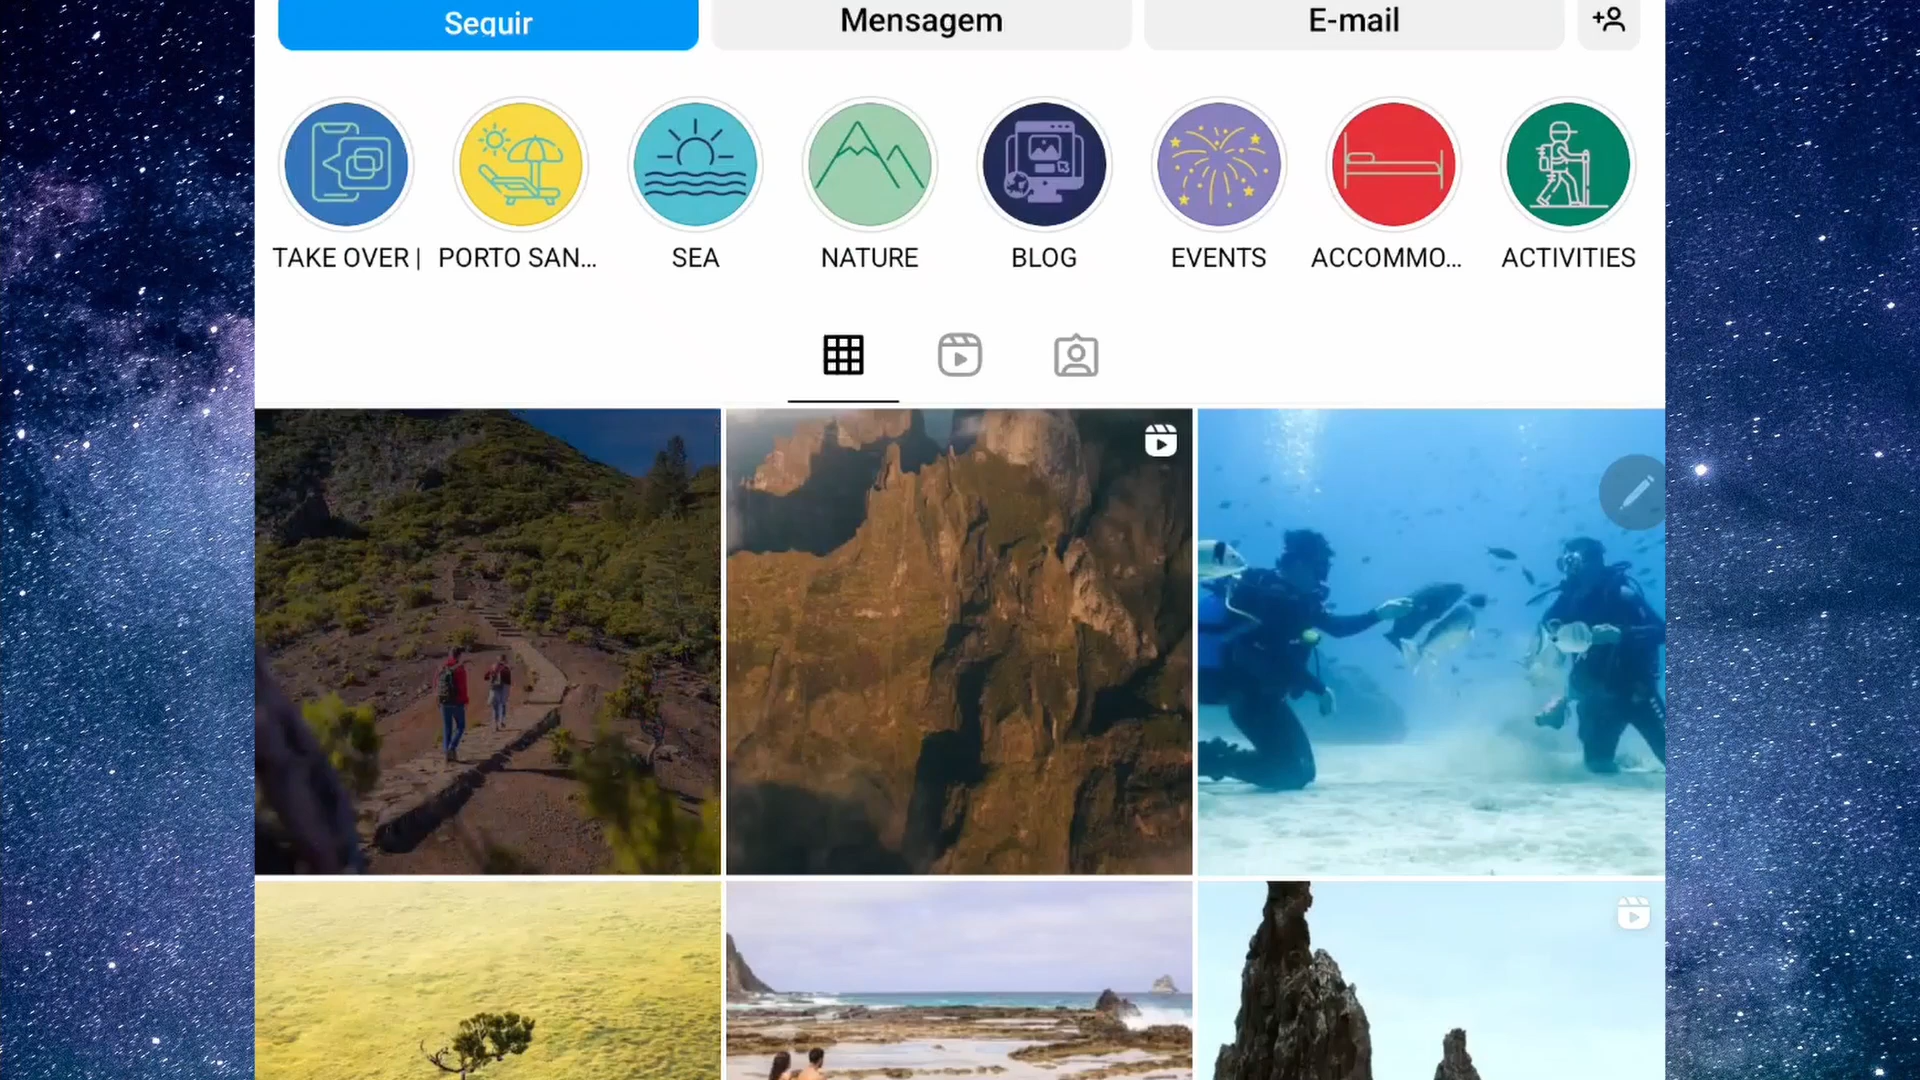 Seguir
Mensagem
E-mail
TAKE OVER |
PORTO SAN...
SEA
NATURE
BLOG
EVENTS
ACCOMMO...
ACTIVITIES